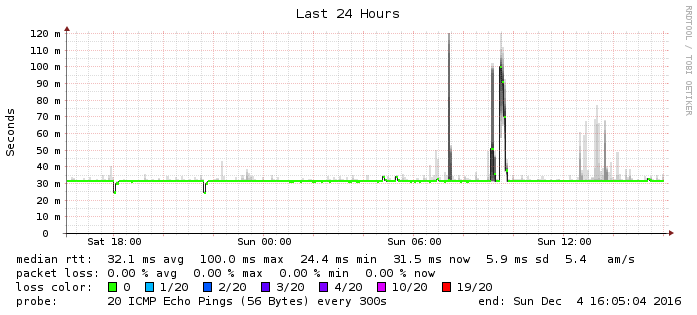 Last 24 Hours
RRDTOOL / TOBI OETIKER
Seconds
120 m
110 m
100 m
90 m
80 m
70 m
60 m
50 m
40 m
30 m
20 m
10 m
0
Sat 18:00 Sun 00:00 Sun 06:00 Sun 12:00
median rtt: 32.1 ms avg 100.0 ms max 24.4 ms min 31.5 ms now 5.9 ms sd 5.4 am/s
packet loss: 0.00 % avg 0.00 % max 0.00 % min 0.00 % now
loss color: 0 1/20 2/20 3/20 4/20 10/20 19/20
probe: 20 ICMP Echo Pings (56 Bytes) every 300s end: Sun Dec 4 16:05:04 2016